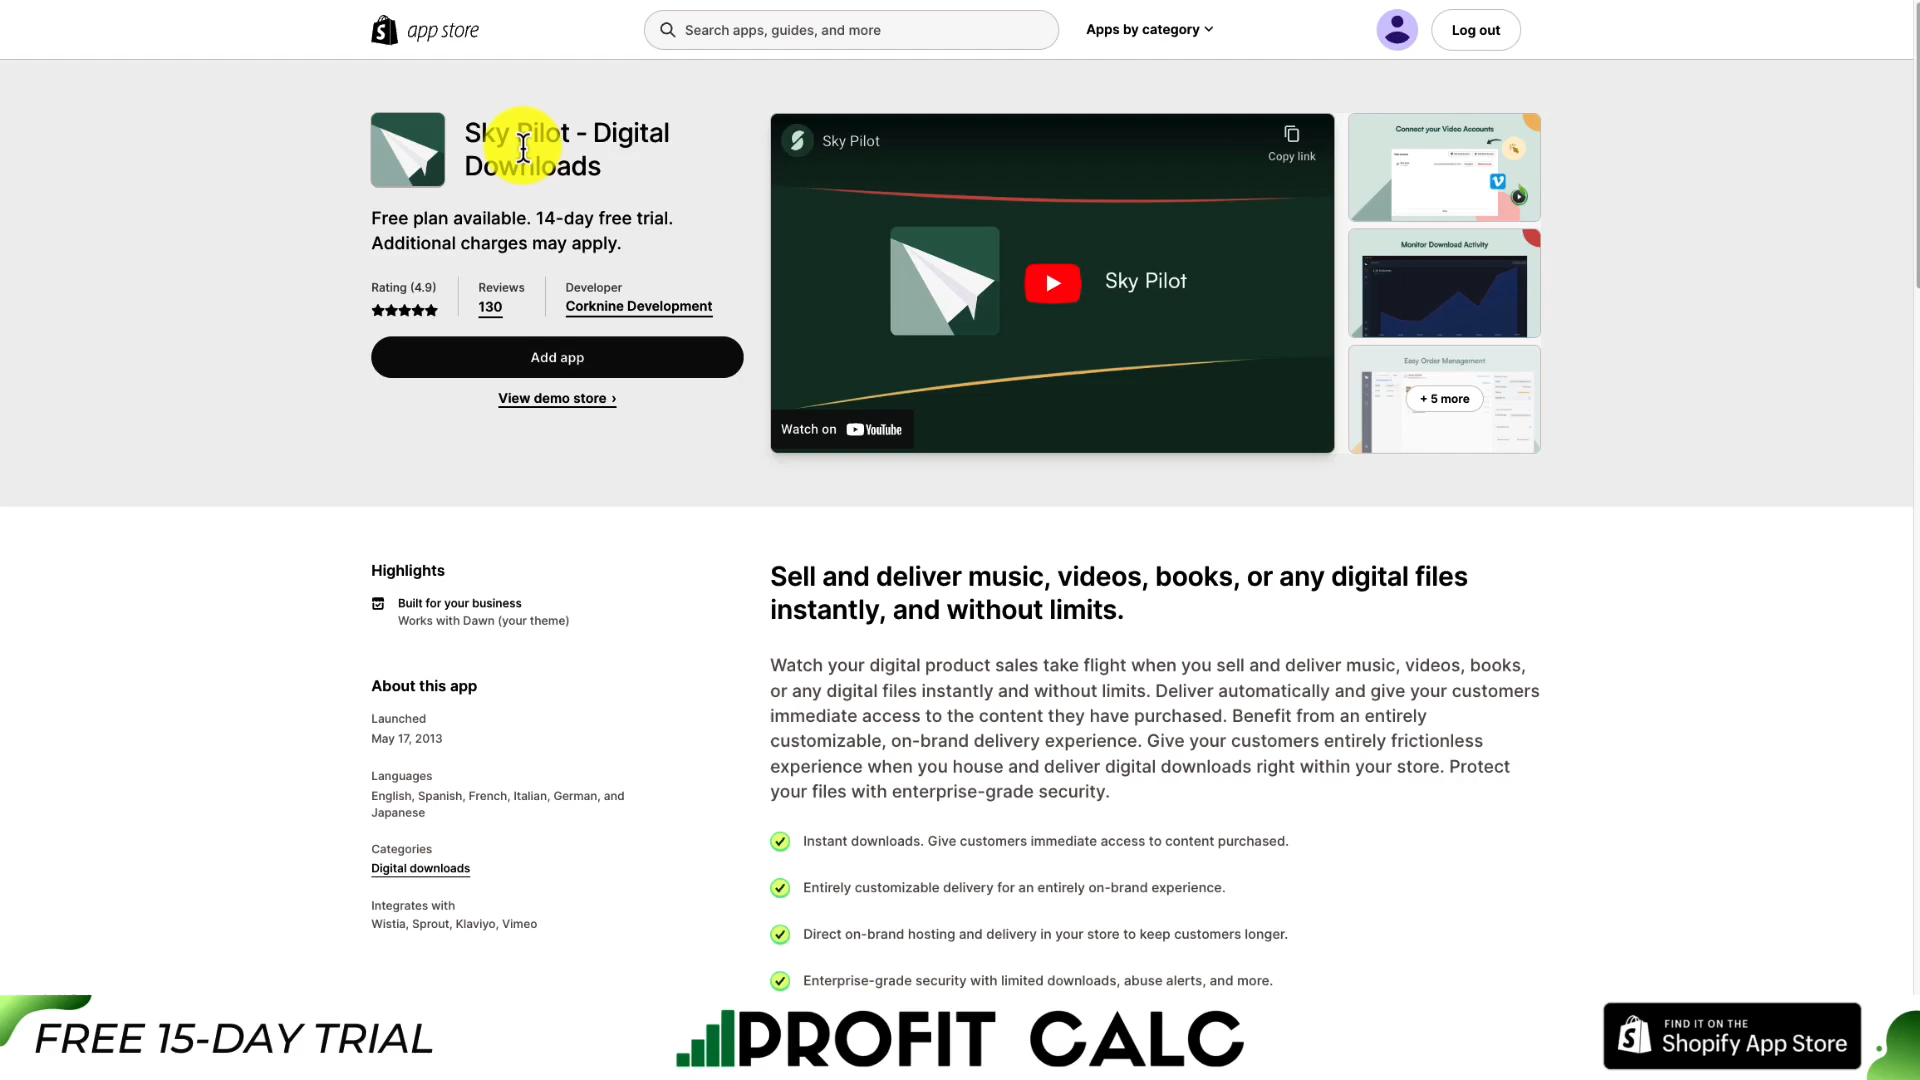 app store
Search apps, guides, and more
Apps by category
Log out
Sky Pilot - Digital
Downloads
Free plan available. 14-day free trial.
Additional charges may apply.
Rating (4.9)
Reviews
130
Developer
Corknine Development
Add app
View demo store ›
Sky Pilot
Copy link
Sky Pilot
Watch on YouTube
Connect your Video Accounts
Monitor Download Activity
Easy Order Management
+ 5 more
Highlights
Built for your business
Works with Dawn (your theme)
About this app
Launched
May 17, 2013
Languages
English, Spanish, French, Italian, German, and
Japanese
Categories
Digital downloads
Integrates with
Wistia, Sprout, Klaviyo, Vimeo
Sell and deliver music, videos, books, or any digital files
instantly, and without limits.
Watch your digital product sales take flight when you sell and deliver music, videos, books,
or any digital files instantly and without limits. Deliver automatically and give your customers
immediate access to the content they have purchased. Benefit from an entirely
customizable, on-brand delivery experience. Give your customers entirely frictionless
experience when you house and deliver digital downloads right within your store. Protect
your files with enterprise-grade security.
Instant downloads. Give customers immediate access to content purchased.
Entirely customizable delivery for an entirely on-brand experience.
Direct on-brand hosting and delivery in your store to keep customers longer.
Enterprise-grade security with limited downloads, abuse alerts, and more.
FREE 15-DAY TRIAL
PROFIT CALC
FIND IT ON THE
Shopify App Store